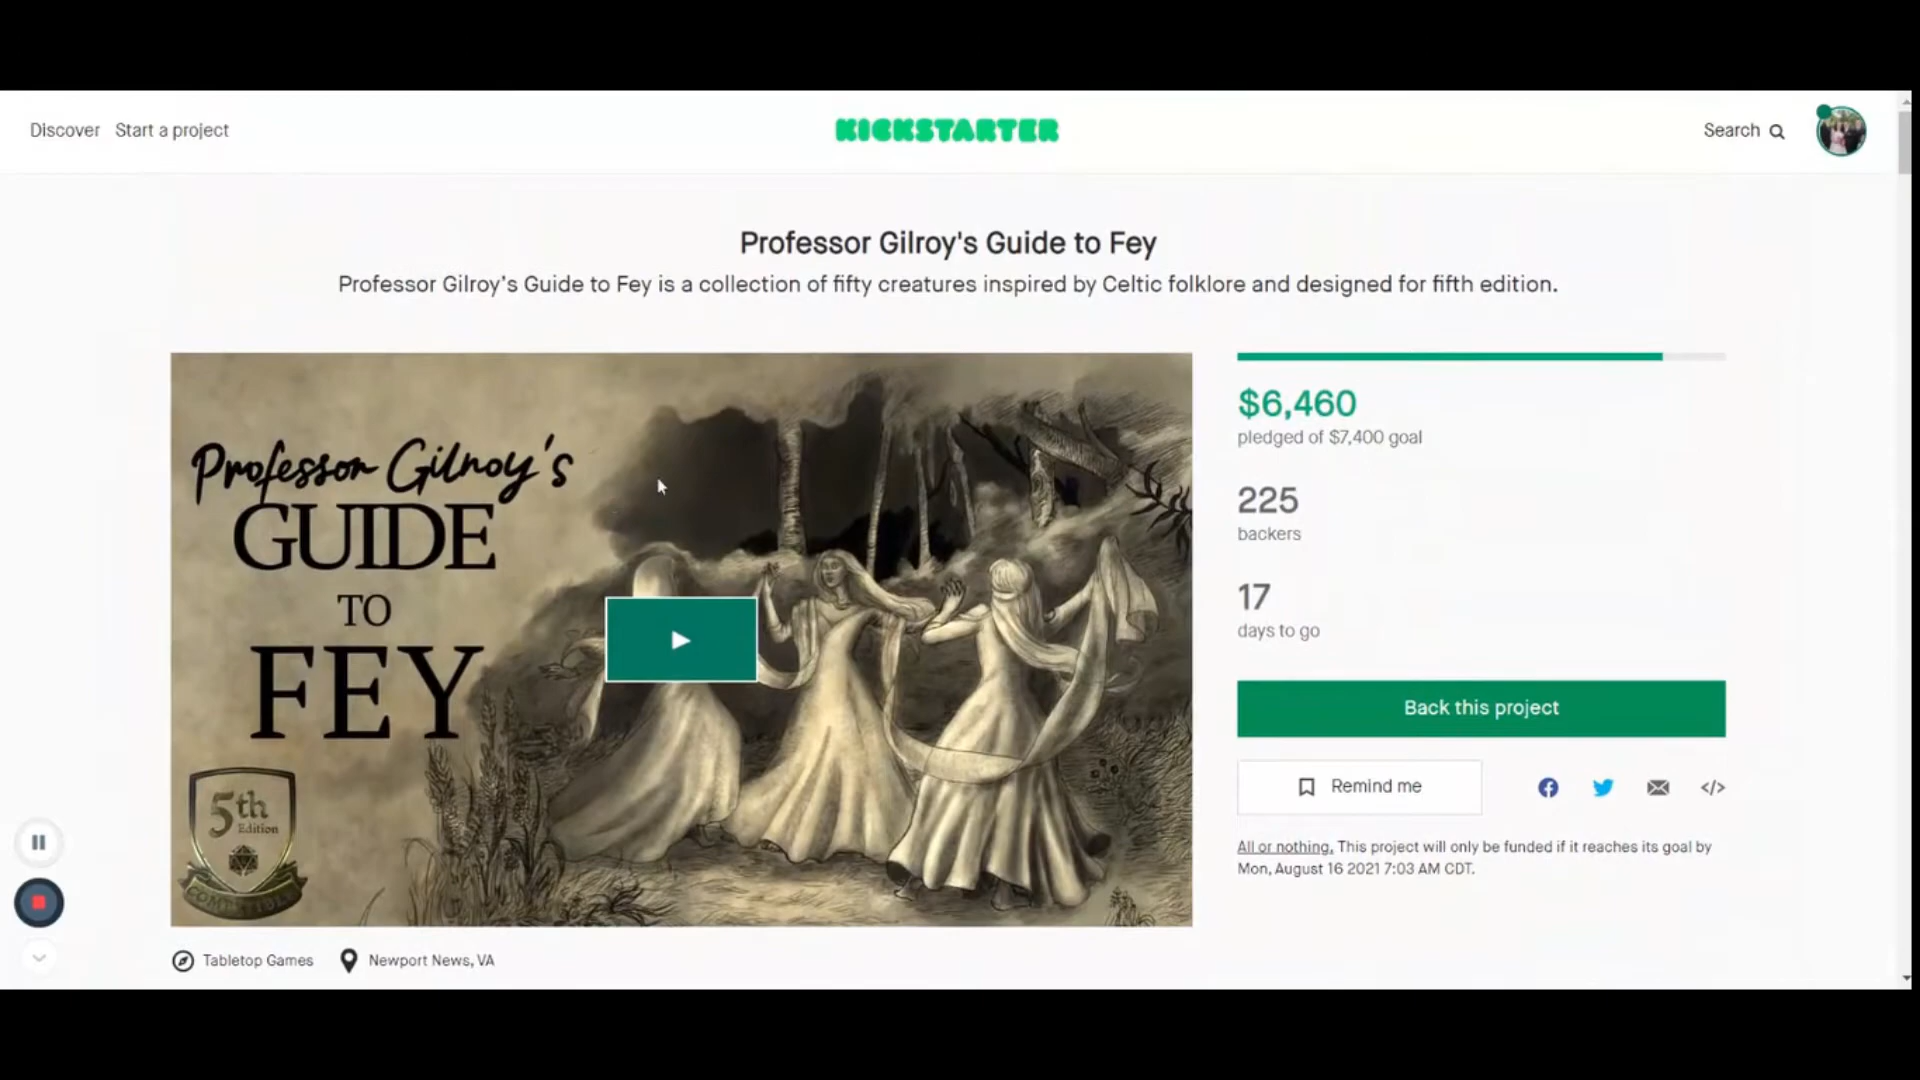 Discover Start a project
KICKSTARTER
Search
Professor Gilroy's Guide to Fey
Professor Gilroy's Guide to Fey is a collection of fifty creatures inspired by Celtic folklore and designed for fifth edition.
Professor Gilroy's
GUIDE
TO
FEY
5th
Edition
COMPATIBLE
$6,460
pledged of $7,400 goal
225
backers
17
days to go
Back this project
Remind me
</>
All or nothing. This project will only be funded if it reaches its goal by
Mon, August 16 2021 7:03 AM CDT.
Tabletop Games
Newport News, VA